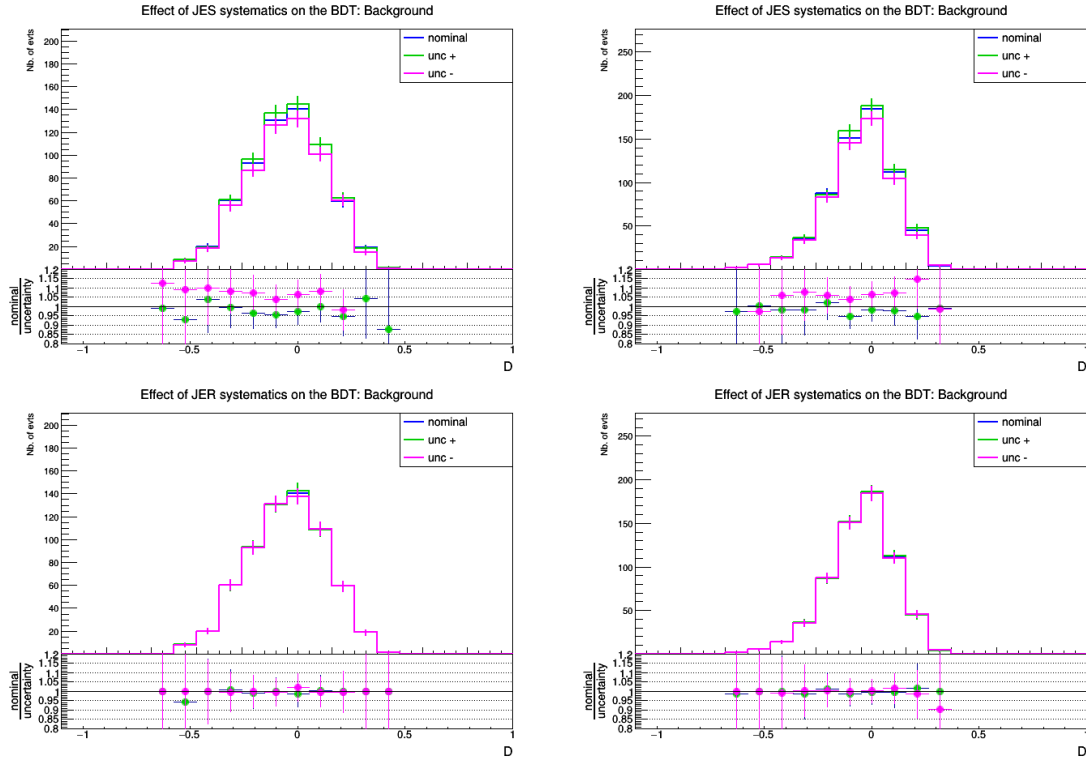 Effect of JES systematics on the BDT: Background
Nb. of evts
200
180
160
140
120
100
80
60
40
20
nominal
unc +
unc -
nominal
uncertainty
1.2
1.15
1.1
1.05
1
0.95
0.9
0.85
0.8
−1
−0.5
0
0.5
1
D
Effect of JES systematics on the BDT: Background
Nb. of evts
250
200
150
100
50
nominal
unc +
unc -
nominal
uncertainty
1.2
1.15
1.1
1.05
1
0.95
0.9
0.85
0.8
−1
−0.5
0
0.5
1
D
Effect of JER systematics on the BDT: Background
Nb. of evts
200
180
160
140
120
100
80
60
40
20
nominal
unc +
unc -
nominal
uncertainty
1.2
1.15
1.1
1.05
1
0.95
0.9
0.85
0.8
−1
−0.5
0
0.5
1
D
Effect of JER systematics on the BDT: Background
Nb. of evts
250
200
150
100
50
nominal
unc +
unc -
nominal
uncertainty
1.2
1.15
1.1
1.05
1
0.95
0.9
0.85
0.8
−1
−0.5
0
0.5
1
D